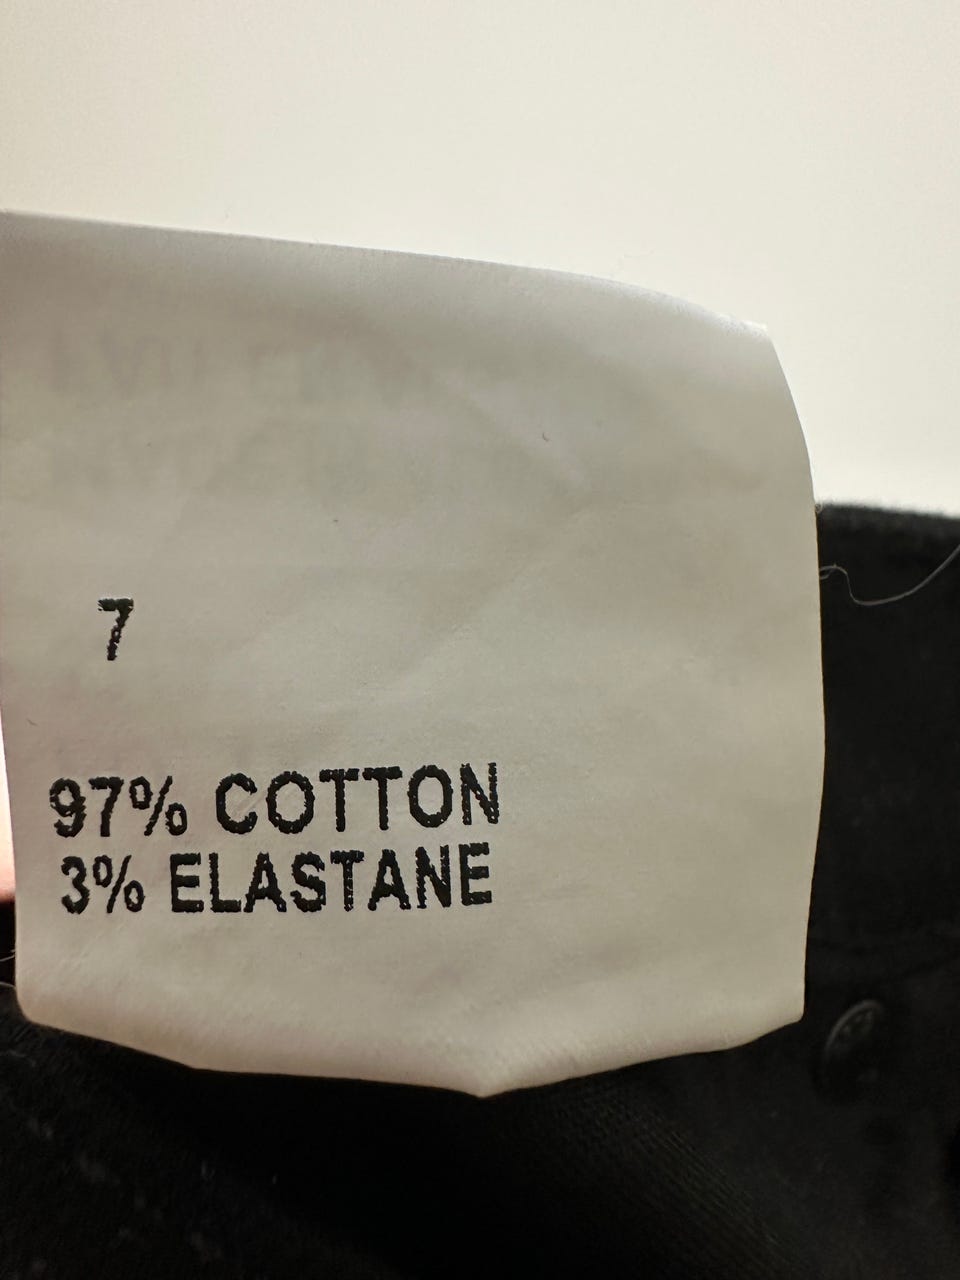 7
97% COTTON
3% ELASTANE